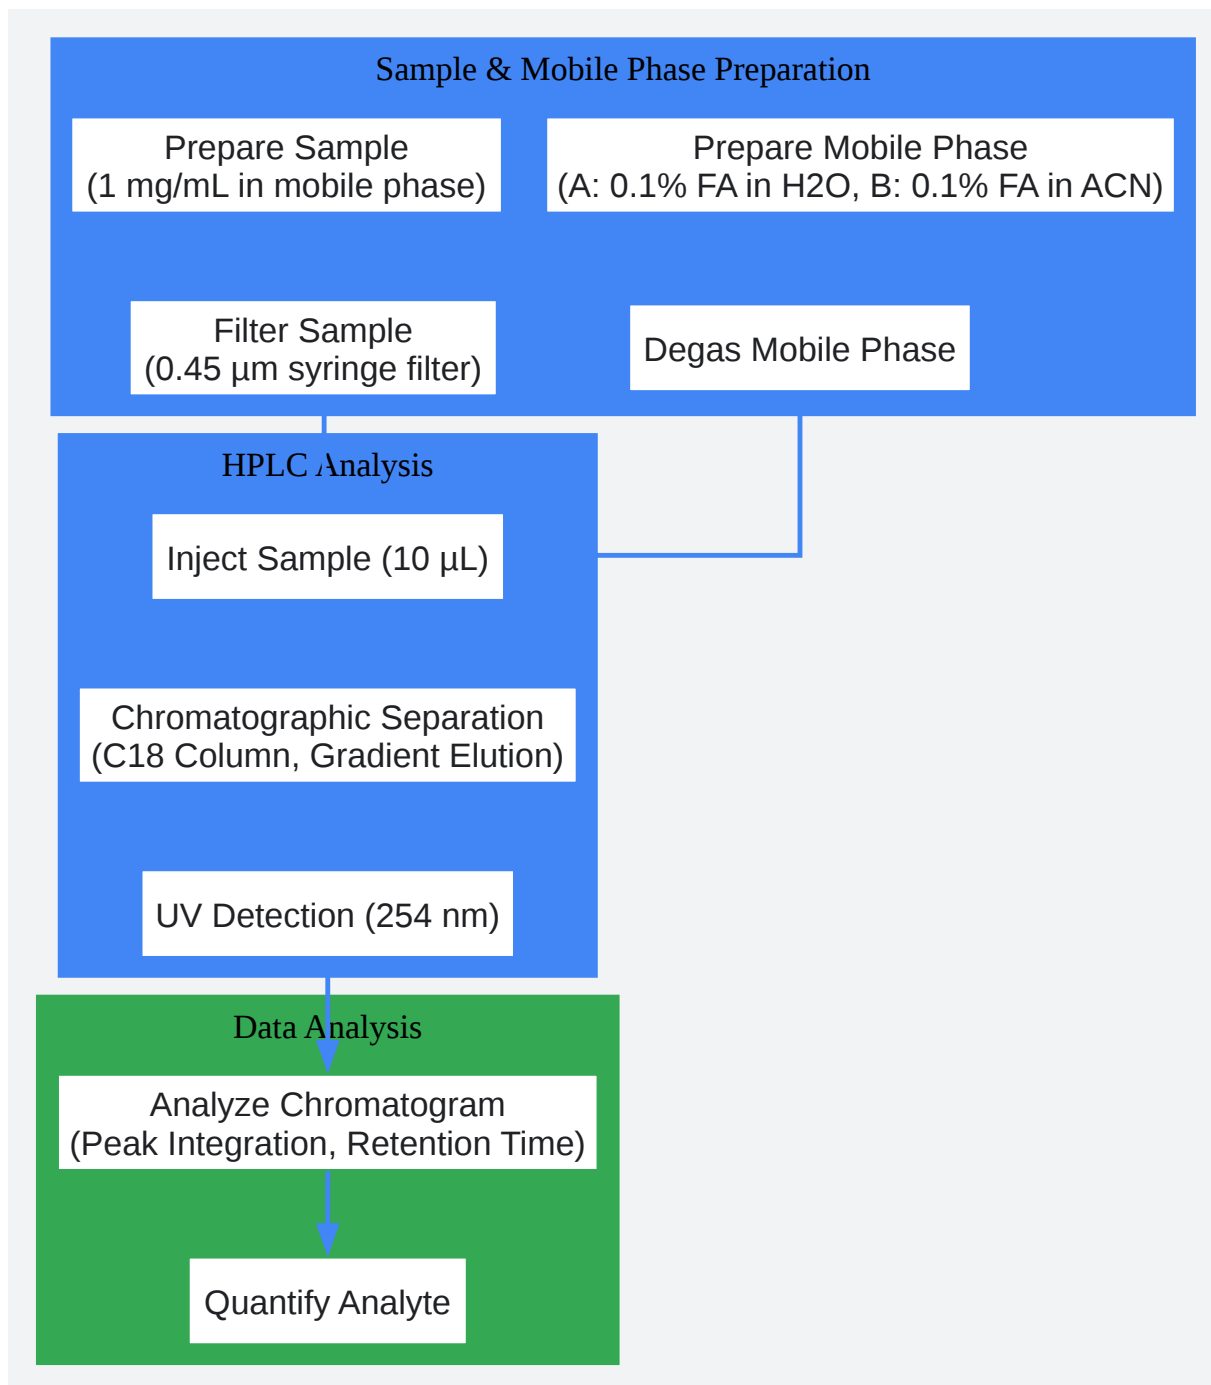 Sample & Mobile Phase Preparation
Prepare Sample
(1 mg/mL in mobile phase)
Prepare Mobile Phase
(A: 0.1% FA in H2O, B: 0.1% FA in ACN)
Filter Sample
(0.45 µm syringe filter)
Degas Mobile Phase
HPLC Analysis
Inject Sample (10 µL)
Chromatographic Separation
(C18 Column, Gradient Elution)
UV Detection (254 nm)
Data Analysis
Analyze Chromatogram
(Peak Integration, Retention Time)
Quantify Analyte